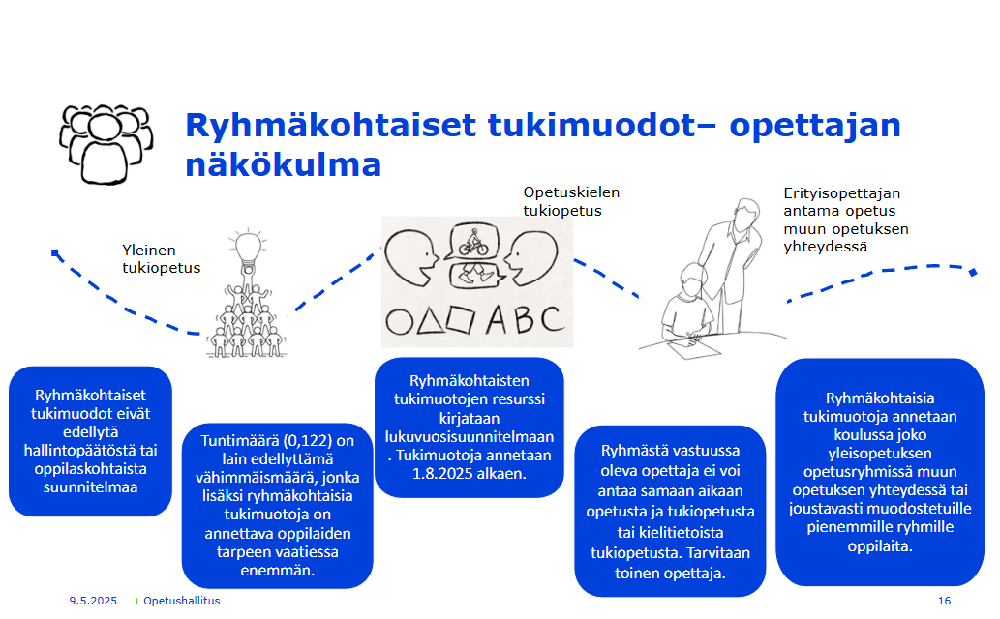 Ryhmäkohtaiset tukimuodot– opettajan
näkökulma
Yleinen
tukiopetus
Opetuskielen
tukiopetus
Erityisopettajan
antama opetus
muun opetuksen
yhteydessä
A B C
Ryhmäkohtaiset
tukimuodot eivät
edellytä
hallintopäätöstä tai
oppilaskohtaista
suunnitelmaa
Tuntimäärä (0,122) on
lain edellyttämä
vähimmäismäärä, jonka
lisäksi ryhmäkohtaisia
tukimuotoja on
annettava oppilaiden
tarpeen vaatiessa
enemmän.
Ryhmäkohtaisten
tukimuotojen resurssi
kirjataan
lukuvuosisuunnitelmaan
. Tukimuotoja annetaan
1.8.2025 alkaen.
Ryhmästä vastuussa
oleva opettaja ei voi
antaa samaan aikaan
opetusta ja tukiopetusta
tai kielitietoista
tukiopetusta. Tarvitaan
toinen opettaja.
Ryhmäkohtaisia
tukimuotoja annetaan
koulussa joko
yleisopetuksen
opetusryhmissä muun
opetuksen yhteydessä tai
joustavasti muodostetuille
pienemmille ryhmille
oppilaita.
9.5.2025 | Opetushallitus 16